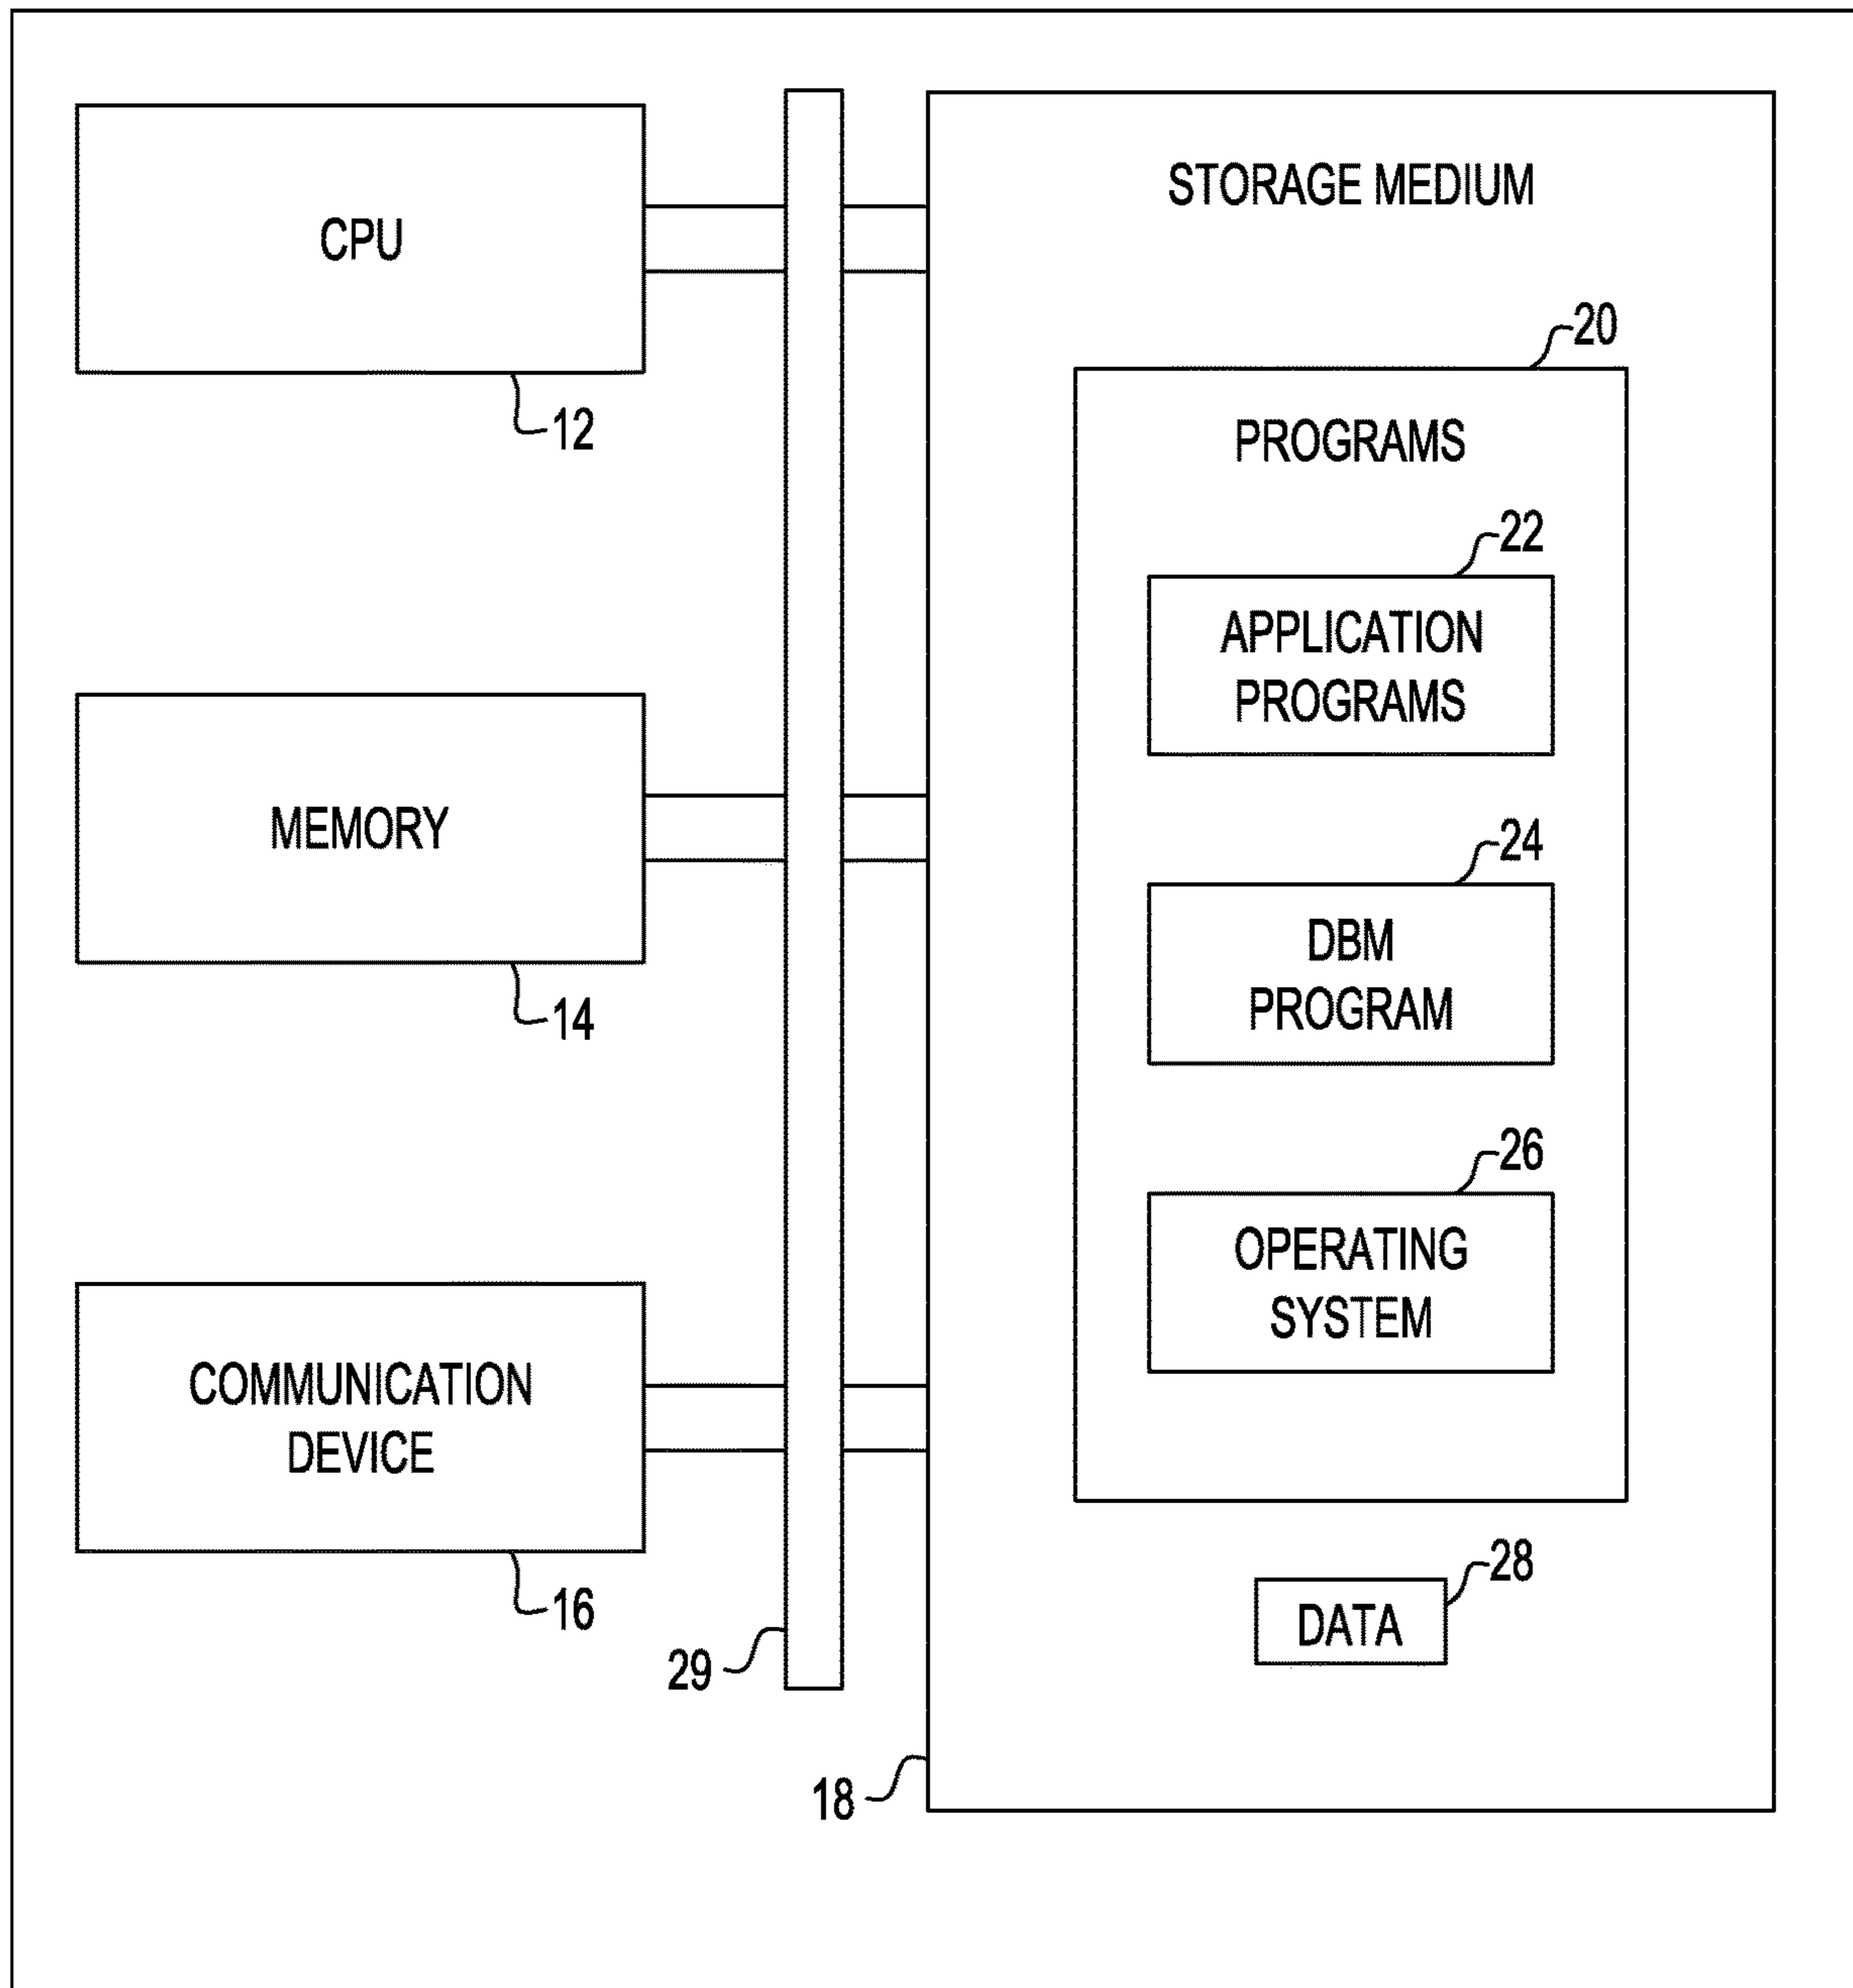 CPU
12
MEMORY
14
COMMUNICATION
DEVICE
16
29
STORAGE MEDIUM
20
PROGRAMS
22
APPLICATION
PROGRAMS
24
DBM
PROGRAM
26
OPERATING
SYSTEM
28
DATA
18